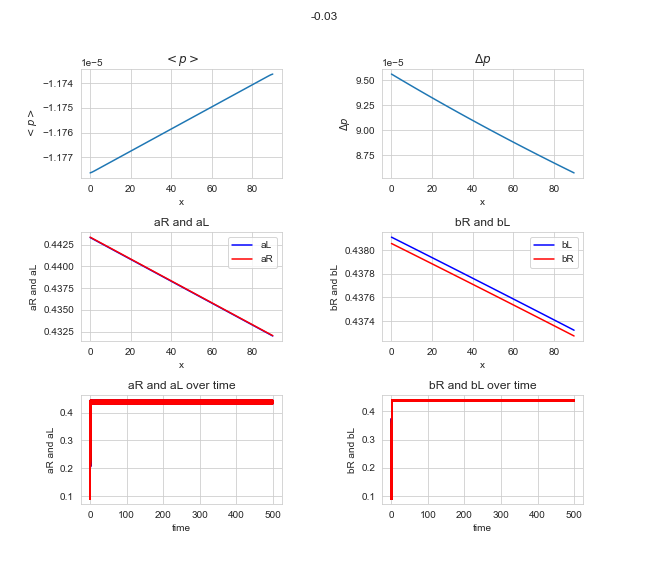 -0.03
< p >
1e−5
−1.174
−1.175
−1.176
−1.177
< p >
0 20 40 60 80
x
Δp
1e−5
9.50
9.25
9.00
8.75
Δp
0 20 40 60 80
x
aR and aL
0.4425
0.4400
0.4375
0.4350
0.4325
aR and aL
aL
aR
0 20 40 60 80
x
bR and bL
0.4380
0.4378
0.4376
0.4374
bR and bL
bL
bR
0 20 40 60 80
x
aR and aL over time
0.4
0.3
0.2
0.1
aR and aL
0 100 200 300 400 500
time
bR and bL over time
0.4
0.3
0.2
0.1
bR and bL
0 100 200 300 400 500
time